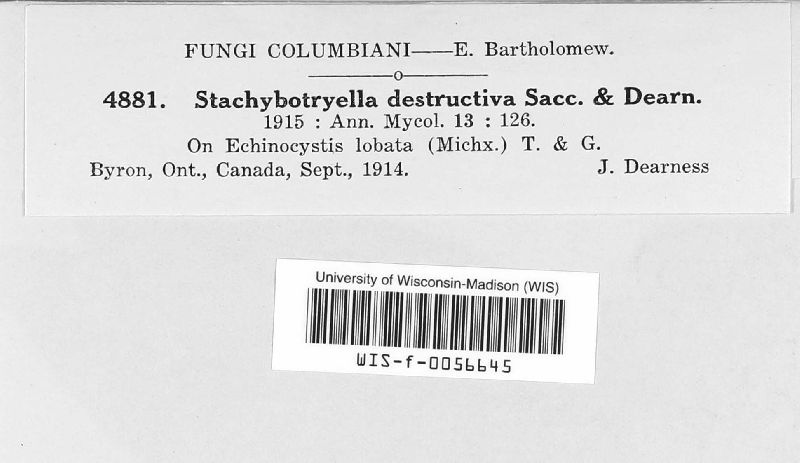 FUNGI COLUMBIANI——E. Bartholomew.
4881. Stachybotryella destructiva Sacc. & Dearn.
1915 : Ann. Mycol. 13 : 126.
On Echinocystis lobata (Michx.) T. & G.
Byron, Ont., Canada, Sept., 1914. J. Dearness
University of Wisconsin-Madison (WIS)
WIS-f-0056645